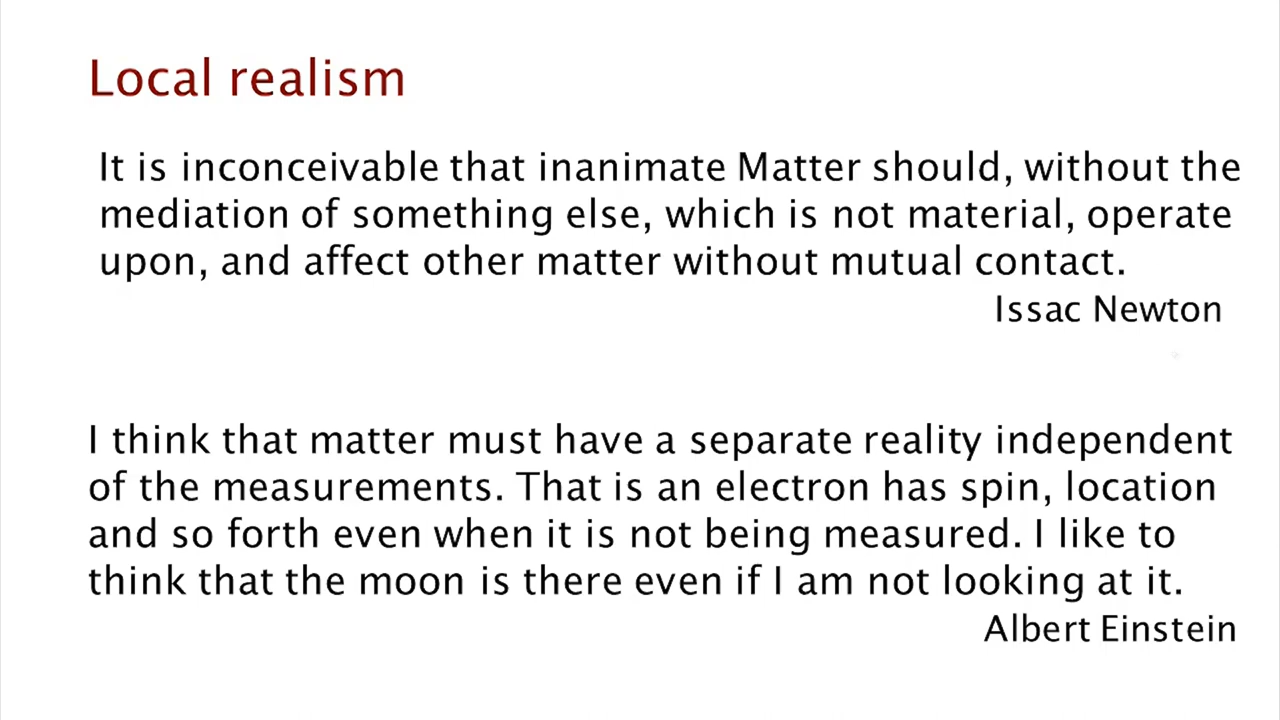 Local realism
It is inconceivable that inanimate Matter should, without the
mediation of something else, which is not material, operate
upon, and affect other matter without mutual contact.
Issac Newton
I think that matter must have a separate reality independent
of the measurements. That is an electron has spin, location
and so forth even when it is not being measured. I like to
think that the moon is there even if I am not looking at it.
Albert Einstein